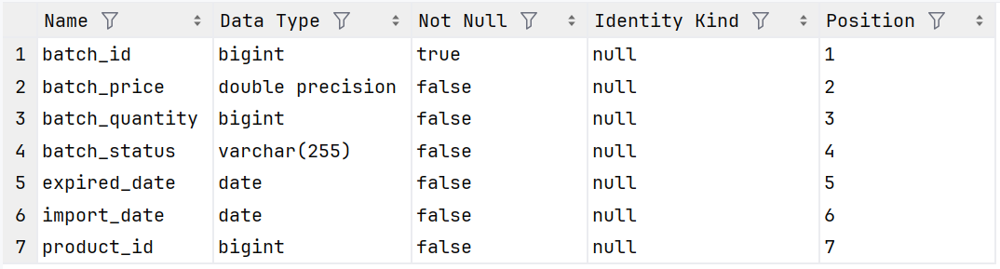 Name Data Type Not Null Identity Kind Position
1 batch_id bigint true null 1
2 batch_price double precision false null 2
3 batch_quantity bigint false null 3
4 batch_status varchar(255) false null 4
5 expired_date date false null 5
6 import_date date false null 6
7 product_id bigint false null 7